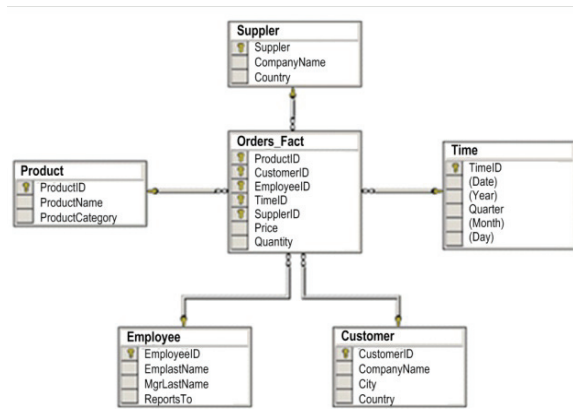 Suppler
Suppler
CompanyName
Country
Orders_Fact
ProductID
CustomerID
EmployeeID
TimeID
SupplerID
Price
Quantity
Product
ProductID
ProductName
ProductCategory
Time
TimeID
(Date)
(Year)
Quarter
(Month)
(Day)
Employee
EmployeeID
EmplastName
MgrLastName
ReportsTo
Customer
CustomerID
CompanyName
City
Country